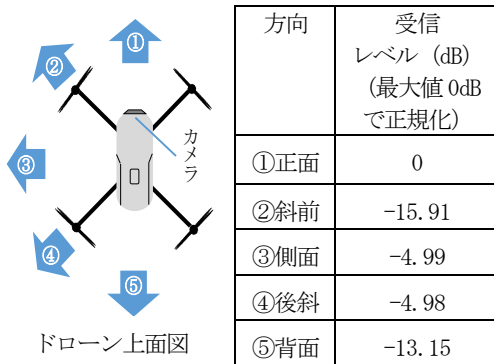 ①
②
③
④
⑤
カメラ
ドローン上面図
方向 受信
レベル (dB)
(最大値 0dB
で正規化)
①正面 0
②斜前 -15.91
③側面 -4.99
④後斜 -4.98
⑤背面 -13.15